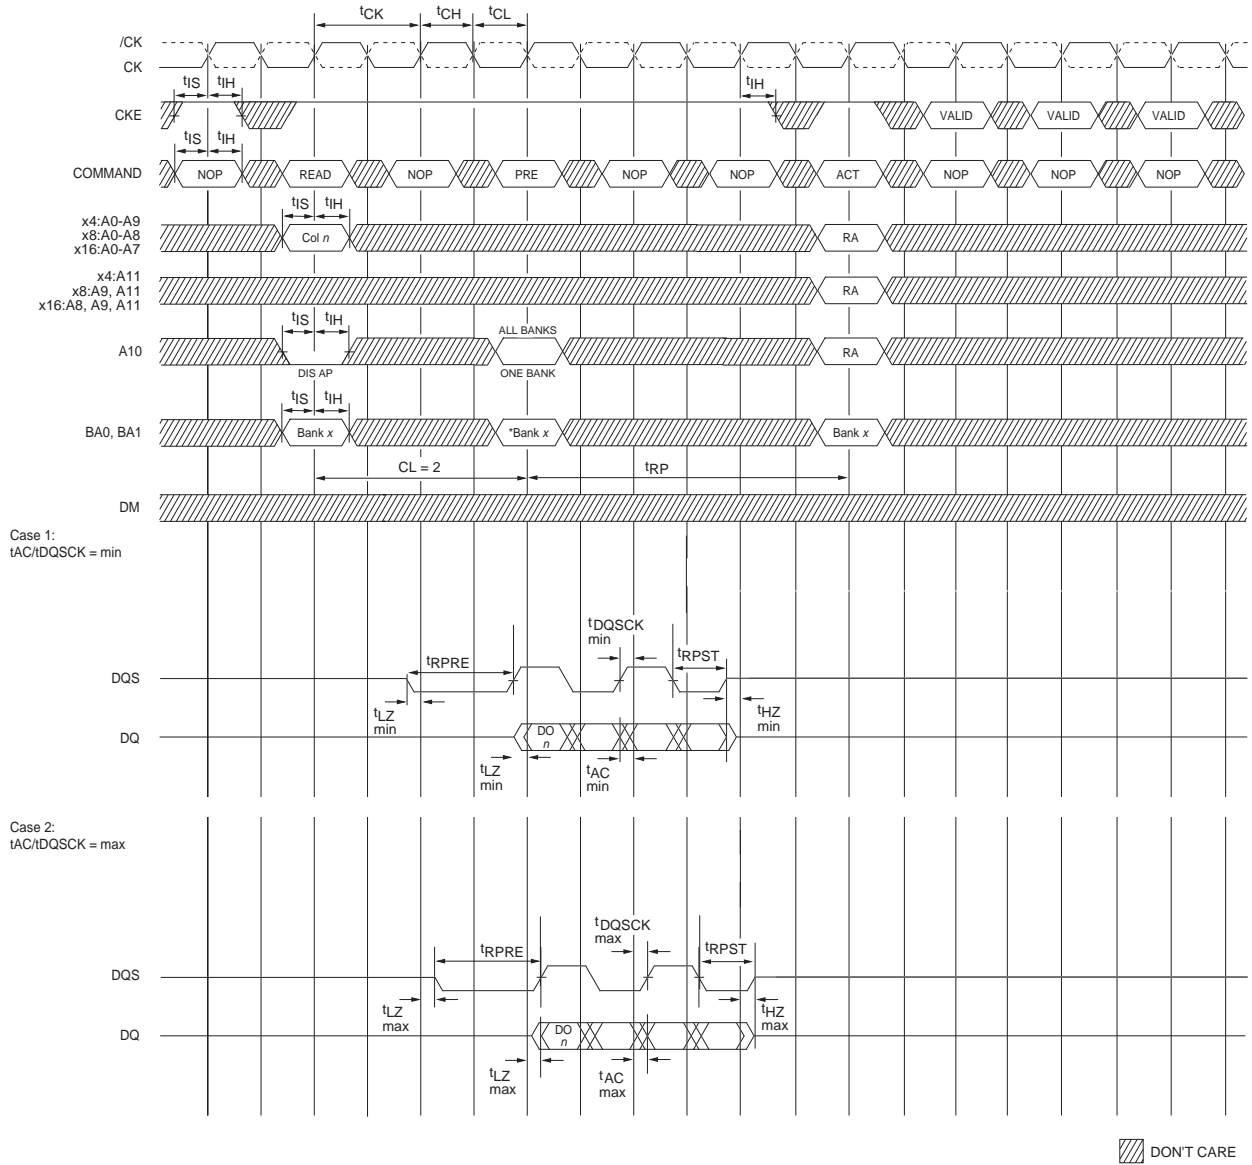 tCK tCH tCL
/CK
CK
tIS tIH tIH
CKE VALID VALID VALID
tIS tIH
COMMAND NOP READ NOP PRE NOP NOP ACT NOP NOP NOP
x4:A0-A9
x8:A0-A8
x16:A0-A7
tIS tIH
Col n RA
x4:A11
x8:A9, A11
x16:A8, A9, A11
RA
tIS tIH ALL BANKS
A10 RA
DIS AP ONE BANK
tIS tIH
BA0, BA1 Bank x *Bank x Bank x
CL = 2 tRP
DM
Case 1:
tAC/tDQSCK = min
tDQSCK
min
tRPRE tRPST
DQS
tLZ
min
tHZ
min
DQ DO
n
tLZ
min
tAC
min
Case 2:
tAC/tDQSCK = max
tDQSCK
max
tRPRE tRPST
DQS
tLZ
max
tHZ
max
DQ DO
n
tLZ
max
tAC
max
DON'T CARE